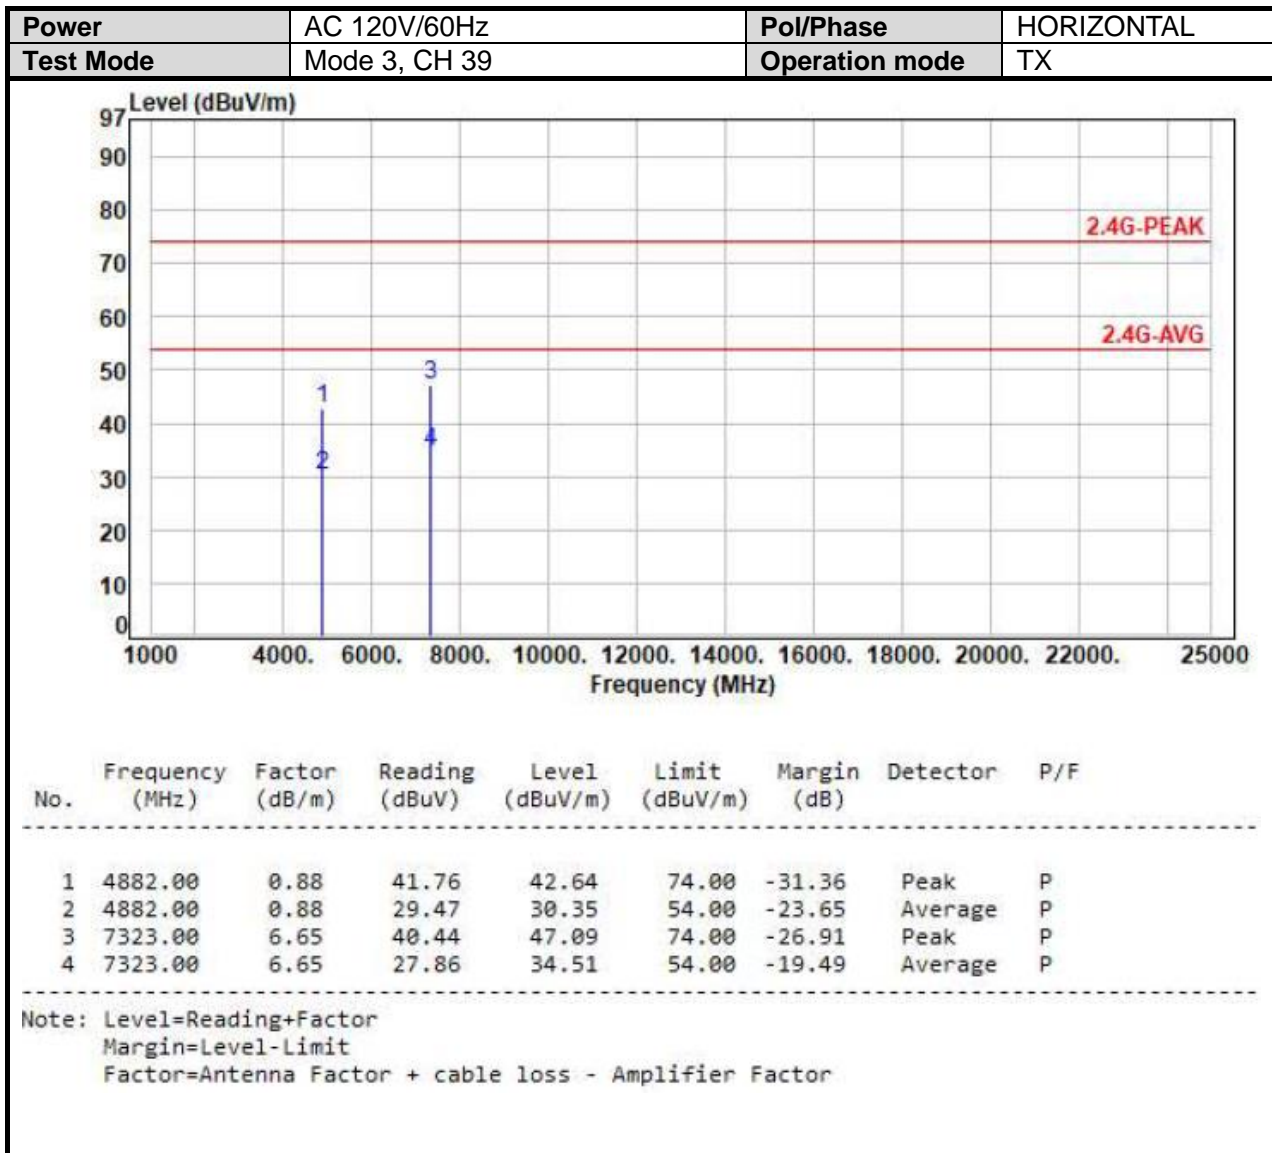 Power AC 120V/60Hz Pol/Phase HORIZONTAL
Test Mode Mode 3, CH 39 Operation mode TX
Level (dBuV/m)
97
90
80
2.4G-PEAK
70
60
2.4G-AVG
50
3
1
40
4
2
30
20
10
0
1000 4000. 6000. 8000. 10000. 12000. 14000. 16000. 18000. 20000. 22000. 25000
Frequency (MHz)
Frequency Factor Reading Level Limit Margin Detector P/F
No. (MHz) (dB/m) (dBuV) (dBuV/m) (dBuV/m) (dB)
1 4882.00 0.88 41.76 42.64 74.00 -31.36 Peak P
2 4882.00 0.88 29.47 30.35 54.00 -23.65 Average P
3 7323.00 6.65 40.44 47.09 74.00 -26.91 Peak P
4 7323.00 6.65 27.86 34.51 54.00 -19.49 Average P
Note: Level=Reading+Factor
Margin=Level-Limit
Factor=Antenna Factor + cable loss - Amplifier Factor